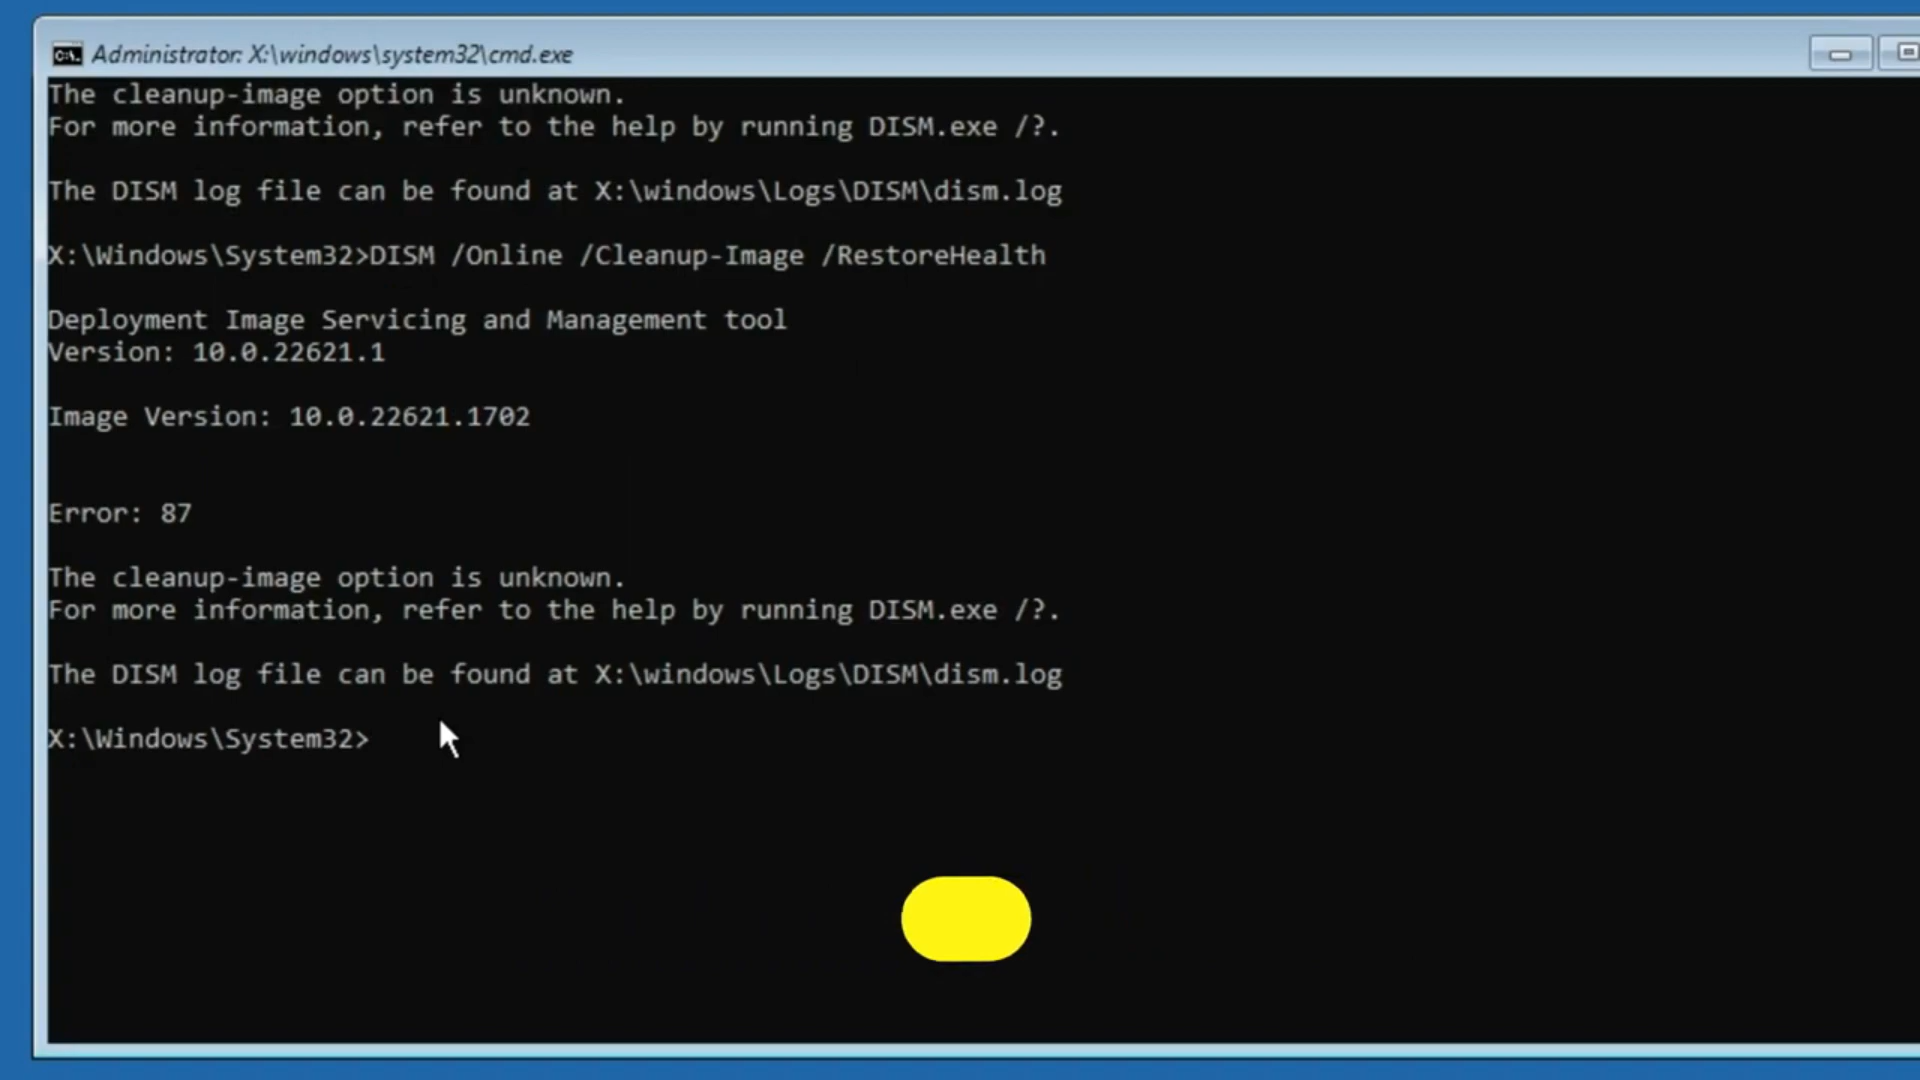 Administrator: X:\windows\system32\cmd.exe
The cleanup-image option is unknown.
For more information, refer to the help by running DISM.exe /?.
The DISM log file can be found at X:\windows\Logs\DISM\dism.log
X:\Windows\System32>DISM /Online /Cleanup-Image /RestoreHealth
Deployment Image Servicing and Management tool
Version: 10.0.22621.1
Image Version: 10.0.22621.1702
Error: 87
The cleanup-image option is unknown.
For more information, refer to the help by running DISM.exe /?.
The DISM log file can be found at X:\windows\Logs\DISM\dism.log
X:\Windows\System32>